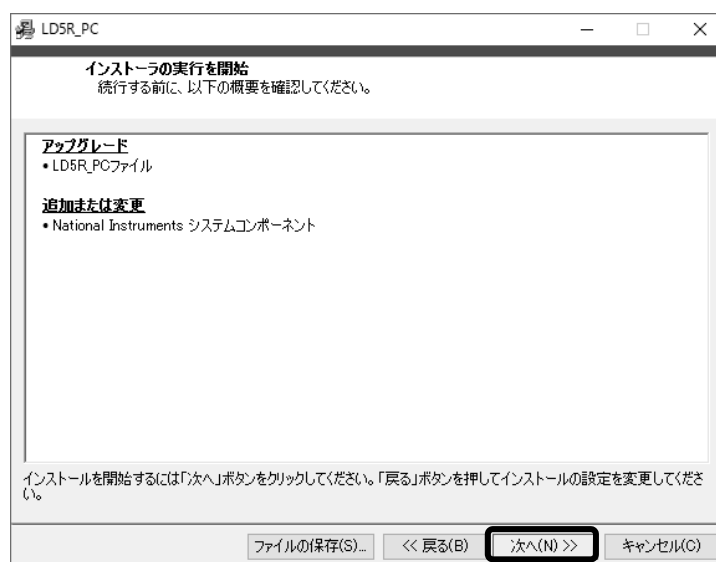 LD5R_PC
インストーラの実行を開始
続行する前に、以下の概要を確認してください。
アップグレード
• LD5R_PCファイル
追加または変更
• National Instruments システムコンポーネント
インストールを開始するには「次へ」ボタンをクリックしてください。「戻る」ボタンを押してインストールの設定を変更してくださ
い。
ファイルの保存(S)... << 戻る(B) 次へ(N) >> キャンセル(C)